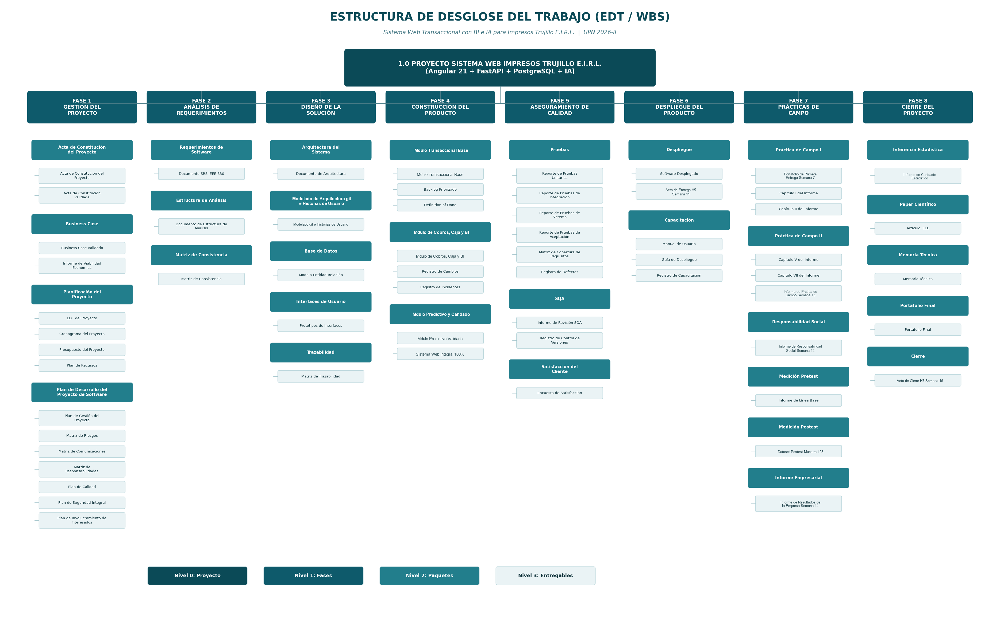 ESTRUCTURA DE DESGLOSE DEL TRABAJO (EDT / WBS)
Sistema Web Transaccional con BI e IA para Impresos Trujillo E.I.R.L. | UPN 2026-II
1.0 PROYECTO SISTEMA WEB IMPRESOS TRUJILLO E.I.R.L.
(Angular 21 + FastAPI + PostgreSQL + IA)
FASE 1
GESTIÓN DEL
PROYECTO
Acta de Constitución
del Proyecto
Acta de Constitución del
Proyecto
Acta de Constitución
validada
Business Case
Business Case validado
Informe de Viabilidad
Económica
Planificación del
Proyecto
EDT del Proyecto
Cronograma del Proyecto
Presupuesto del Proyecto
Plan de Recursos
Plan de Desarrollo del
Proyecto de Software
Plan de Gestión del
Proyecto
Matriz de Riesgos
Matriz de Comunicaciones
Matriz de
Responsabilidades
Plan de Calidad
Plan de Seguridad Integral
Plan de Involucramiento de
Interesados
FASE 2
ANÁLISIS DE
REQUERIMIENTOS
Requerimientos de
Software
Documento SRS IEEE 830
Estructura de Análisis
Documento de Estructura de
Análisis
Matriz de Consistencia
Matriz de Consistencia
FASE 3
DISEÑO DE LA
SOLUCIÓN
Arquitectura del
Sistema
Documento de Arquitectura
Modelado de Arquitectura gil
e Historias de Usuario
Modelado gil e Historias de Usuario
Base de Datos
Modelo Entidad-Relación
Interfaces de Usuario
Prototipos de Interfaces
Trazabilidad
Matriz de Trazabilidad
FASE 4
CONSTRUCCIÓN DEL
PRODUCTO
Mdulo Transaccional Base
Mdulo Transaccional Base
Backlog Priorizado
Definition of Done
Mdulo de Cobros, Caja y BI
Mdulo de Cobros, Caja y BI
Registro de Cambios
Registro de Incidentes
Mdulo Predictivo y Candado
Mdulo Predictivo Validado
Sistema Web Integral 100%
FASE 5
ASEGURAMIENTO DE
CALIDAD
Pruebas
Reporte de Pruebas
Unitarias
Reporte de Pruebas de
Integración
Reporte de Pruebas de
Sistema
Reporte de Pruebas de
Aceptación
Matriz de Cobertura de
Requisitos
Registro de Defectos
SQA
Informe de Revisión SQA
Registro de Control de
Versiones
Satisfacción del
Cliente
Encuesta de Satisfacción
FASE 6
DESPLIEGUE DEL
PRODUCTO
Despliegue
Software Desplegado
Acta de Entrega H5
Semana 11
Capacitación
Manual de Usuario
Guía de Despliegue
Registro de Capacitación
FASE 7
PRÁCTICAS DE
CAMPO
Práctica de Campo I
Portafolio de Primera
Entrega Semana 7
Capítulo I del Informe
Capítulo II del Informe
Práctica de Campo II
Capítulo V del Informe
Capítulo VII del Informe
Informe de Prctica de
Campo Semana 13
Responsabilidad Social
Informe de Responsabilidad
Social Semana 12
Medición Pretest
Informe de Línea Base
Medición Postest
Dataset Postest Muestra 125
Informe Empresarial
Informe de Resultados de
la Empresa Semana 14
FASE 8
CIERRE DEL
PROYECTO
Inferencia Estadística
Informe de Contraste
Estadstico
Paper Científico
Artículo IEEE
Memoria Técnica
Memoria Técnica
Portafolio Final
Portafolio Final
Cierre
Acta de Cierre H7 Semana 16
Nivel 0: Proyecto
Nivel 1: Fases
Nivel 2: Paquetes
Nivel 3: Entregables